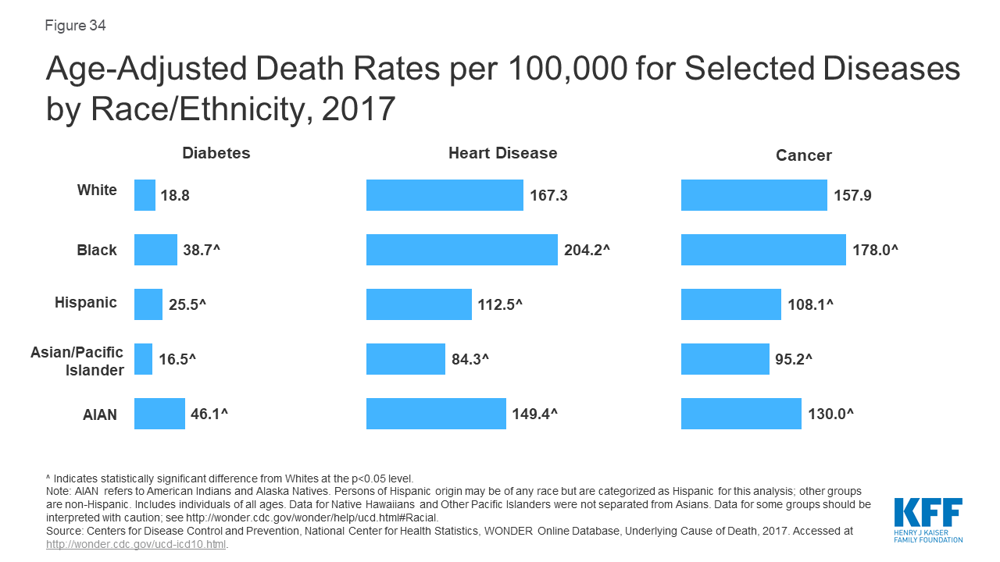 Figure 34
Age-Adjusted Death Rates per 100,000 for Selected Diseases
by Race/Ethnicity, 2017
Diabetes Heart Disease Cancer
White 18.8 167.3 157.9
Black 38.7^ 204.2^ 178.0^
Hispanic 25.5^ 112.5^ 108.1^
Asian/Pacific
Islander 16.5^ 84.3^ 95.2^
AIAN 46.1^ 149.4^ 130.0^
^ Indicates statistically significant difference from Whites at the p<0.05 level.
Note: AIAN refers to American Indians and Alaska Natives. Persons of Hispanic origin may be of any race but are categorized as Hispanic for this analysis; other groups
are non-Hispanic. Includes individuals of all ages. Data for Native Hawaiians and Other Pacific Islanders were not separated from Asians. Data for some groups should be
interpreted with caution; see http://wonder.cdc.gov/wonder/help/ucd.html#Racial.
Source: Centers for Disease Control and Prevention, National Center for Health Statistics, WONDER Online Database, Underlying Cause of Death, 2017. Accessed at
http://wonder.cdc.gov/ucd-icd10.html.
KFF
HENRY J KAISER
FAMILY FOUNDATION